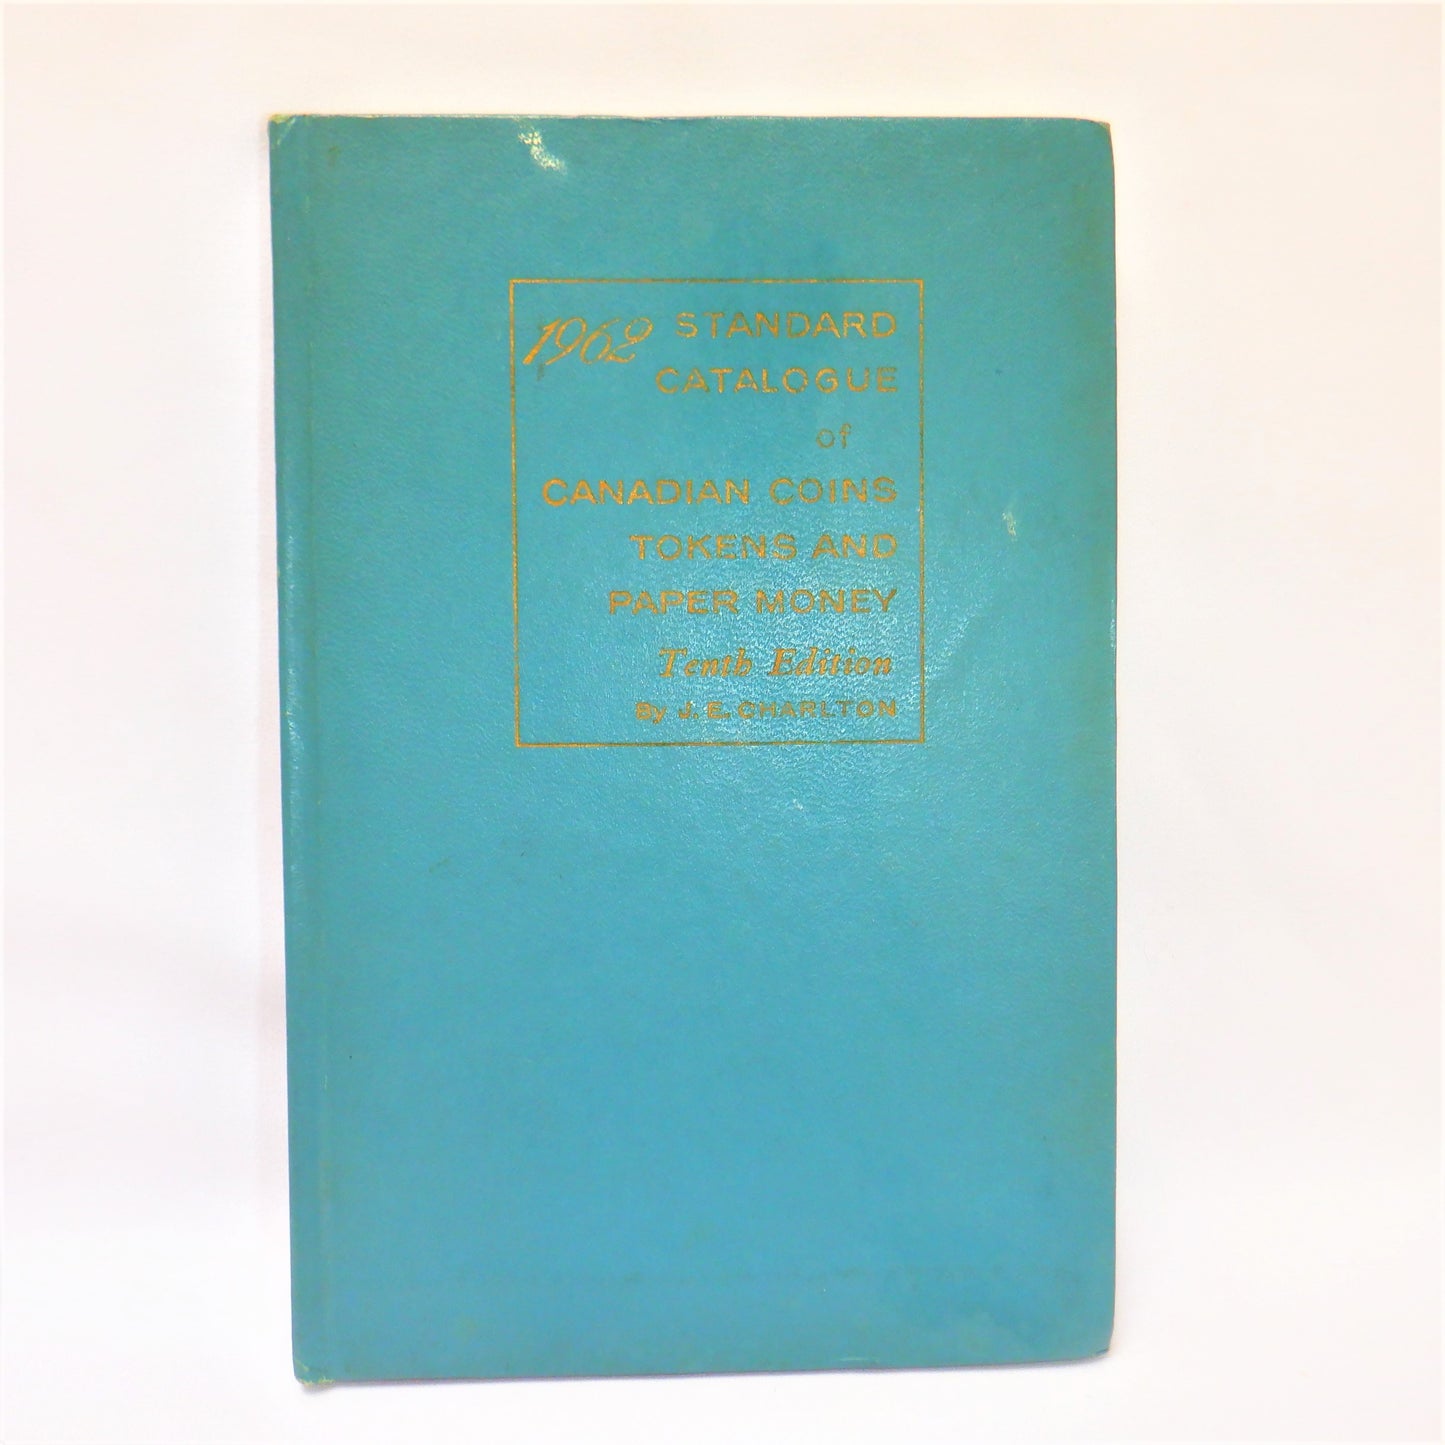 1962 STANDARD
CATALOGUE
of
CANADIAN COINS
TOKENS AND
PAPER MONEY
Tenth Edition
By J. E. CHARLTON